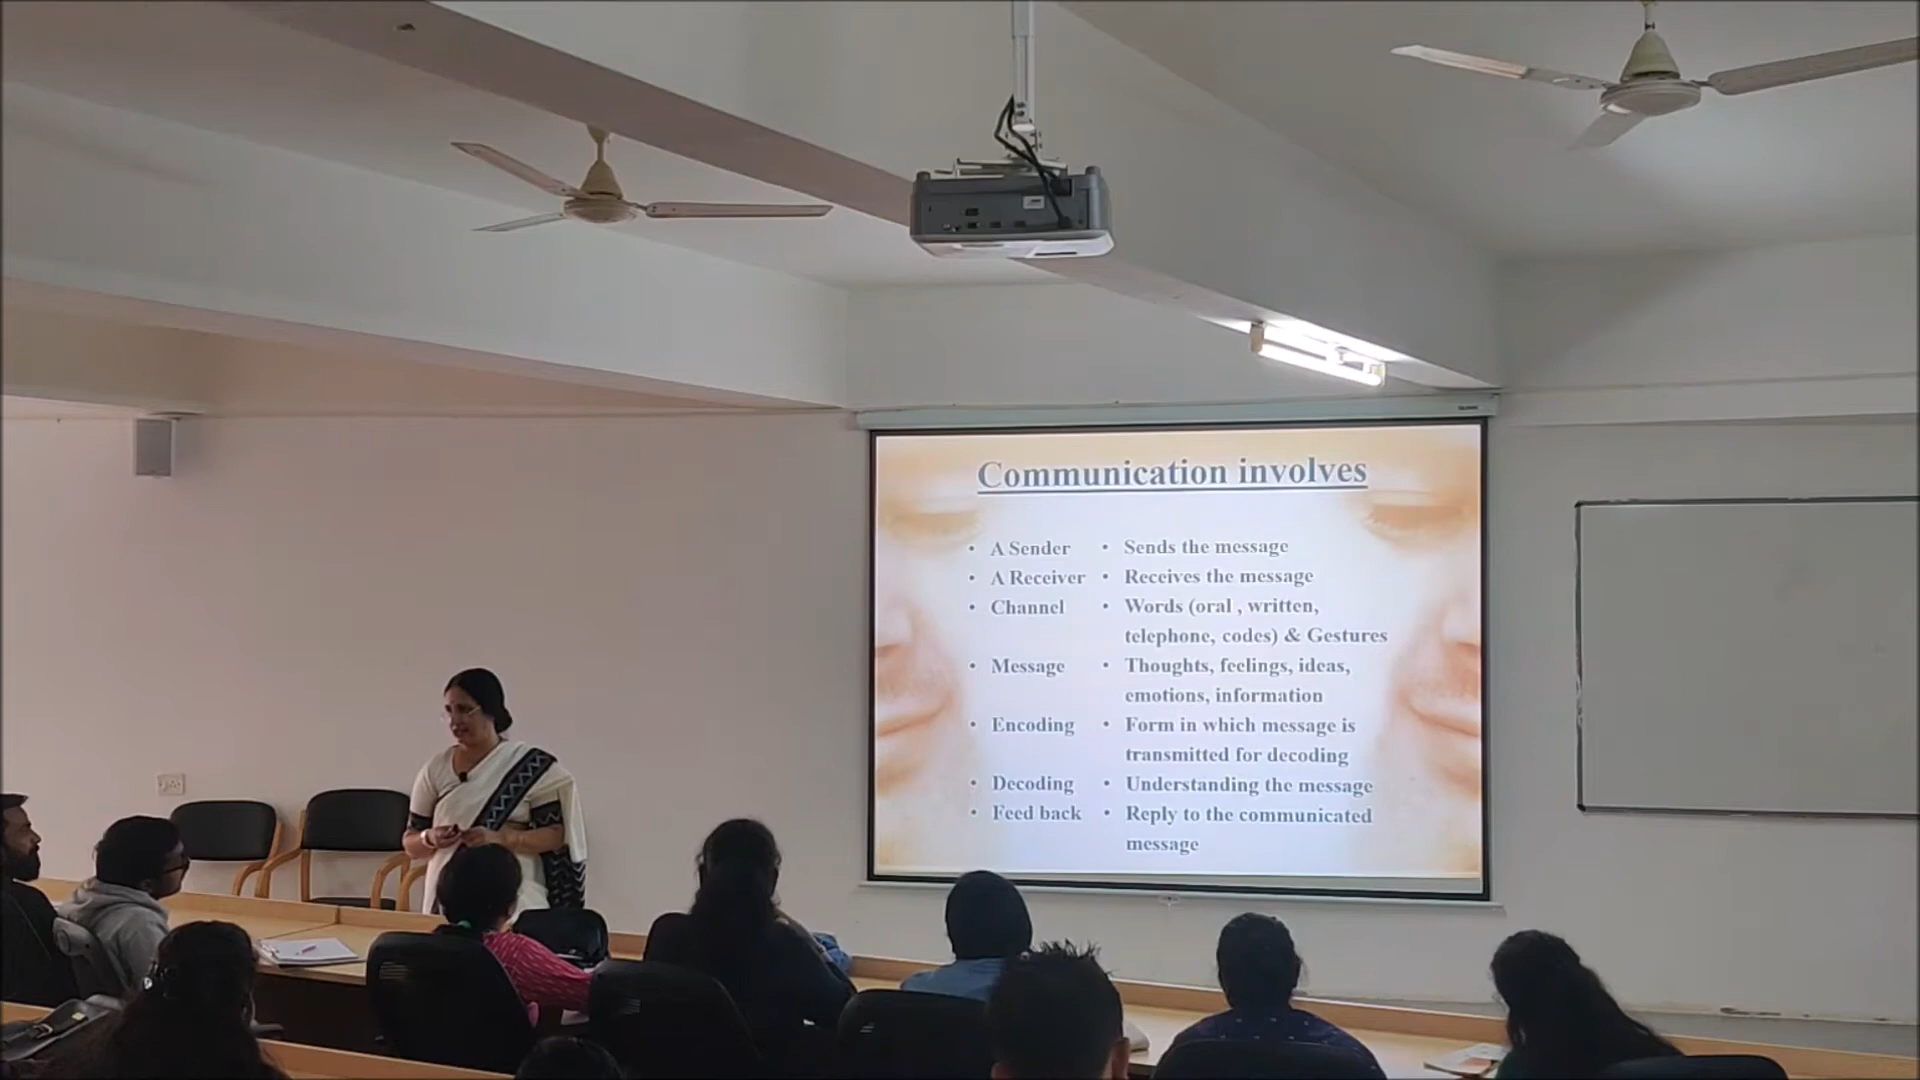 Communication involves
• A Sender • Sends the message
• A Receiver • Receives the message
• Channel • Words (oral , written,
telephone, codes) & Gestures
• Message • Thoughts, feelings, ideas,
emotions, information
• Encoding • Form in which message is
transmitted for decoding
• Decoding • Understanding the message
• Feed back • Reply to the communicated
message